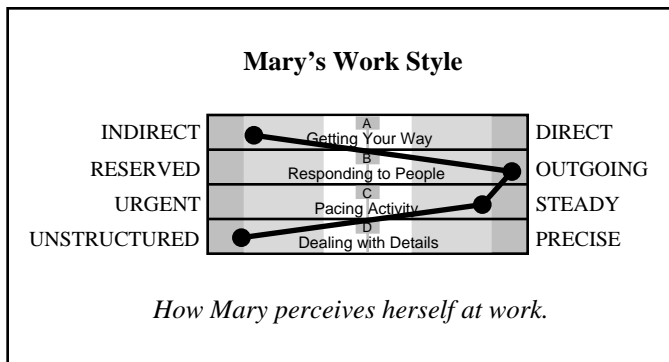 Mary's Work Style
A
INDIRECT Getting Your Way DIRECT
B
RESERVED Responding to People OUTGOING
C
URGENT Pacing Activity STEADY
D
UNSTRUCTURED Dealing with Details PRECISE
How Mary perceives herself at work.